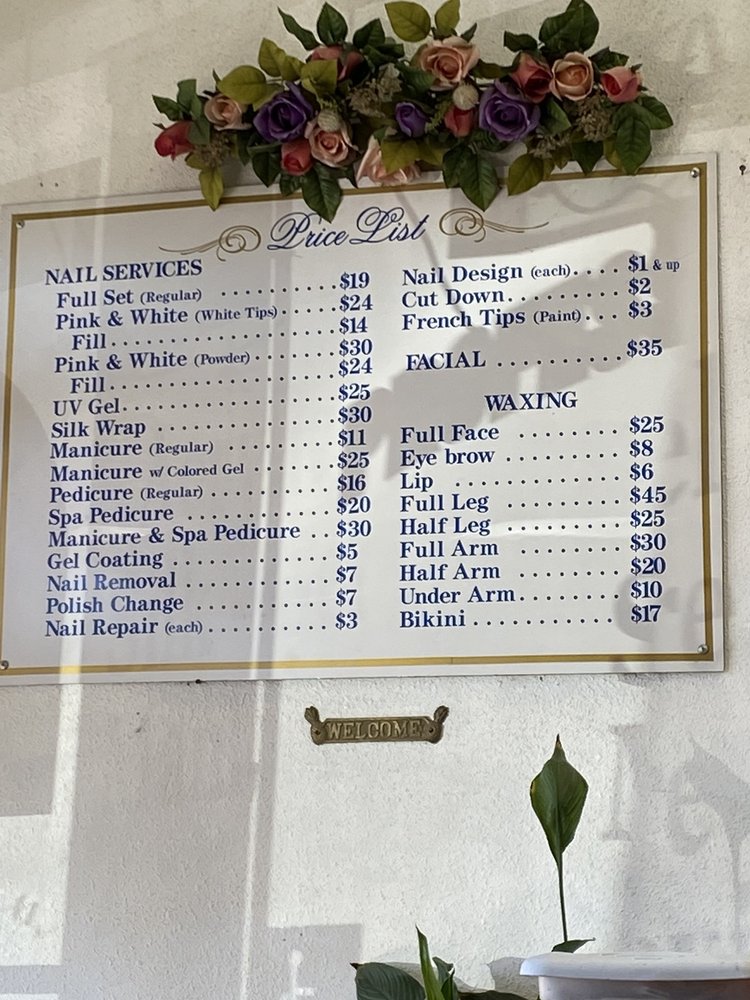 Price List
NAIL SERVICES
Full Set (Regular) . . . . . . . . . . $19
Pink & White (White Tips) . . . . . $24
Fill . . . . . . . . . . . . . . . . . . . $14
Pink & White (Powder) . . . . . . . $30
Fill . . . . . . . . . . . . . . . . . . . $24
UV Gel . . . . . . . . . . . . . . . . . $25
Silk Wrap . . . . . . . . . . . . . . . $30
Manicure (Regular) . . . . . . . . . $11
Manicure w/ Colored Gel . . . . . . . $25
Pedicure (Regular) . . . . . . . . . . $16
Spa Pedicure . . . . . . . . . . . . $20
Manicure & Spa Pedicure . . $30
Gel Coating . . . . . . . . . . . . . $5
Nail Removal . . . . . . . . . . . . $7
Polish Change . . . . . . . . . . . $7
Nail Repair (each) . . . . . . . . . . $3
Nail Design (each) . . . . $1 & up
Cut Down . . . . . . . . . $2
French Tips (Paint) . . . $3
FACIAL . . . . . . . . . . $35
WAXING
Full Face . . . . . . . . $25
Eye brow . . . . . . . . . $8
Lip . . . . . . . . . . . . . $6
Full Leg . . . . . . . . . $45
Half Leg . . . . . . . . . $25
Full Arm . . . . . . . . $30
Half Arm . . . . . . . . $20
Under Arm . . . . . . . . $10
Bikini . . . . . . . . . . . $17
WELCOME